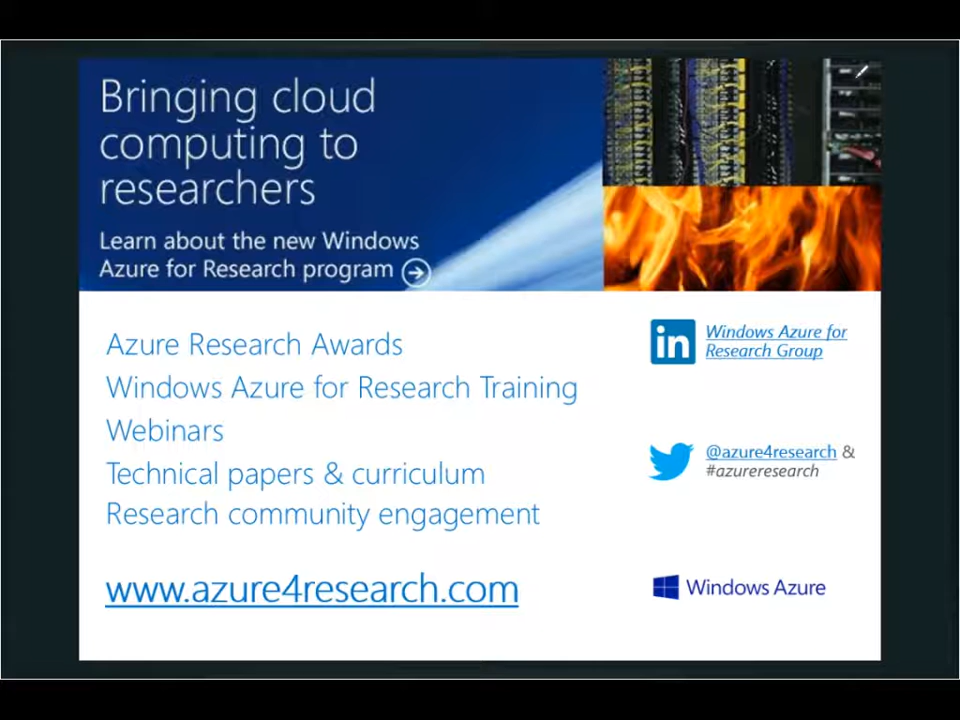 Bringing cloud
computing to
researchers
Learn about the new Windows
Azure for Research program
Azure Research Awards
Windows Azure for Research Training
Webinars
Technical papers & curriculum
Research community engagement
www.azure4research.com
in
Windows Azure for
Research Group
@azure4research &
#azureresearch
Windows Azure